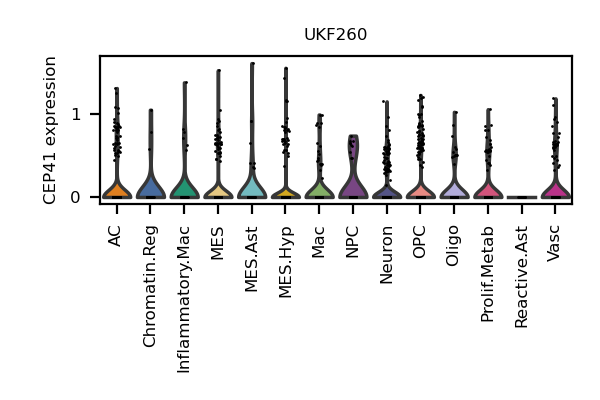 UKF260
CEP41 expression
1
0
AC
Chromatin.Reg
Inflammatory.Mac
MES
MES.Ast
MES.Hyp
Mac
NPC
Neuron
OPC
Oligo
Prolif.Metab
Reactive.Ast
Vasc